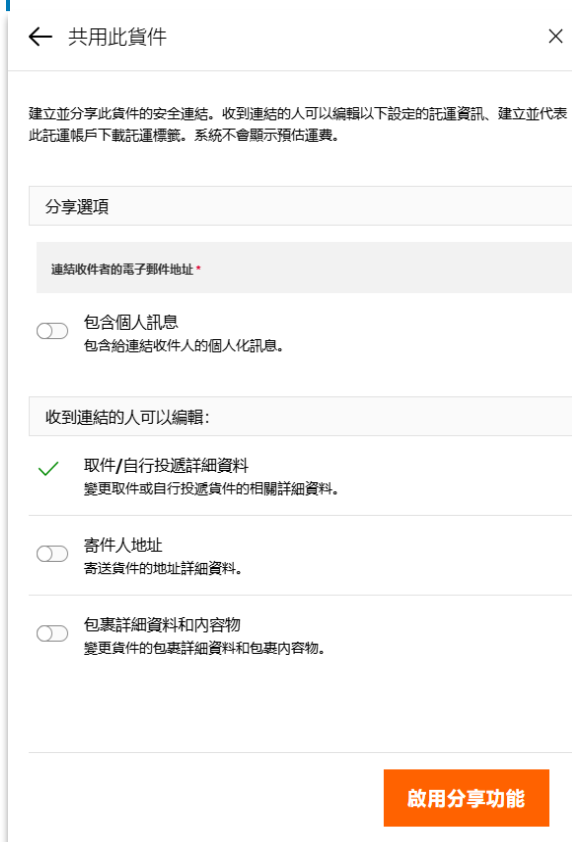 共用此貨件
建立並分享此貨件的安全連結。收到連結的人可以編輯以下設定的託運資訊、建立並代表
此託運帳戶下載託運標籤。系統不會顯示預估運費。
分享選項
連結收件者的電子郵件地址*
包含個人訊息
包含給連結收件人的個人化訊息。
收到連結的人可以編輯:
取件/自行投遞詳細資料
變更取件或自行投遞貨件的相關詳細資料。
寄件人地址
寄送貨件的地址詳細資料。
包裹詳細資料和內容物
變更貨件的包裹詳細資料和包裹內容物。
啟用分享功能